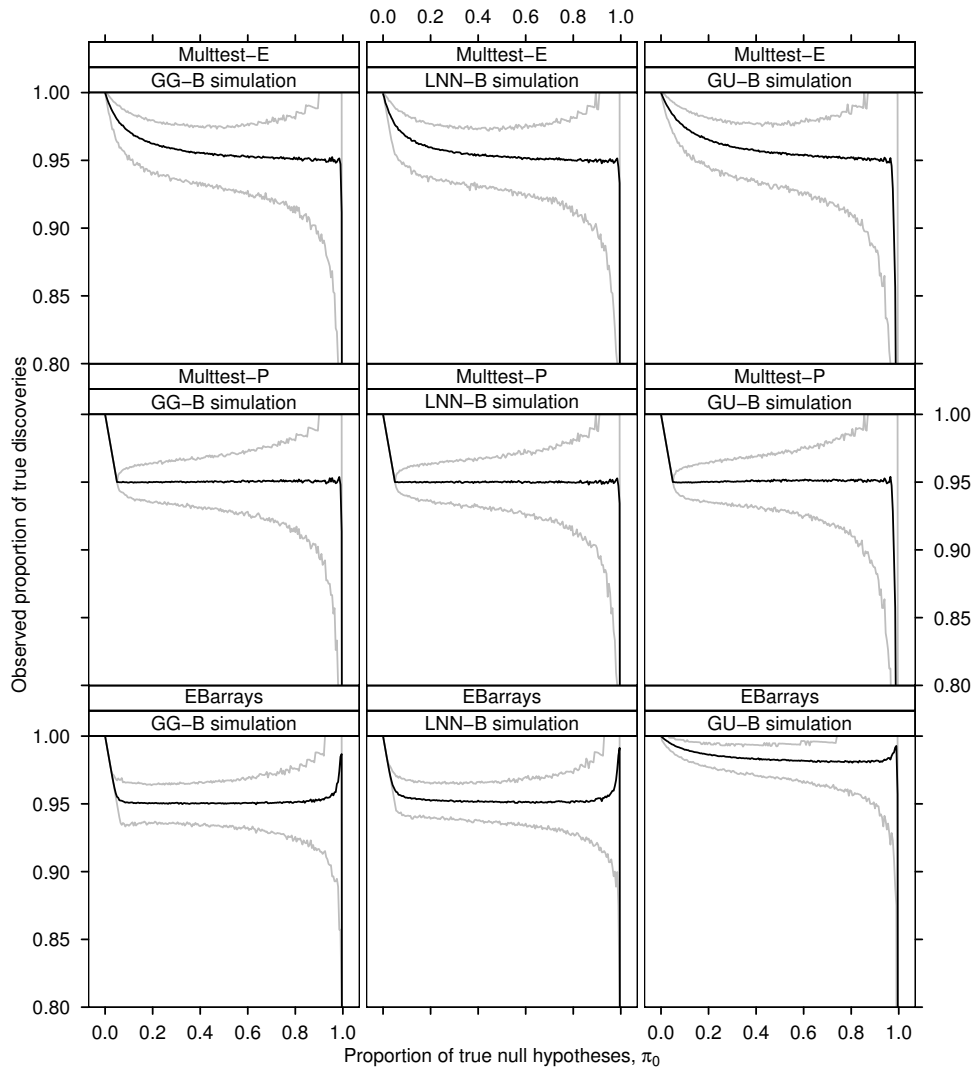 0.0 0.2 0.4 0.6 0.8 1.0
Multtest−E Multtest−E Multtest−E
GG−B simulation LNN−B simulation GU−B simulation
1.00
0.95
0.90
0.85
0.80
Multtest−P Multtest−P Multtest−P
GG−B simulation LNN−B simulation GU−B simulation
1.00
0.95
0.90
0.85
0.80
EBarrays EBarrays EBarrays
GG−B simulation LNN−B simulation GU−B simulation
1.00
0.95
0.90
0.85
0.80
0.0 0.2 0.4 0.6 0.8 1.0 0.0 0.2 0.4 0.6 0.8 1.0
Proportion of true null hypotheses, π0
Observed proportion of true discoveries